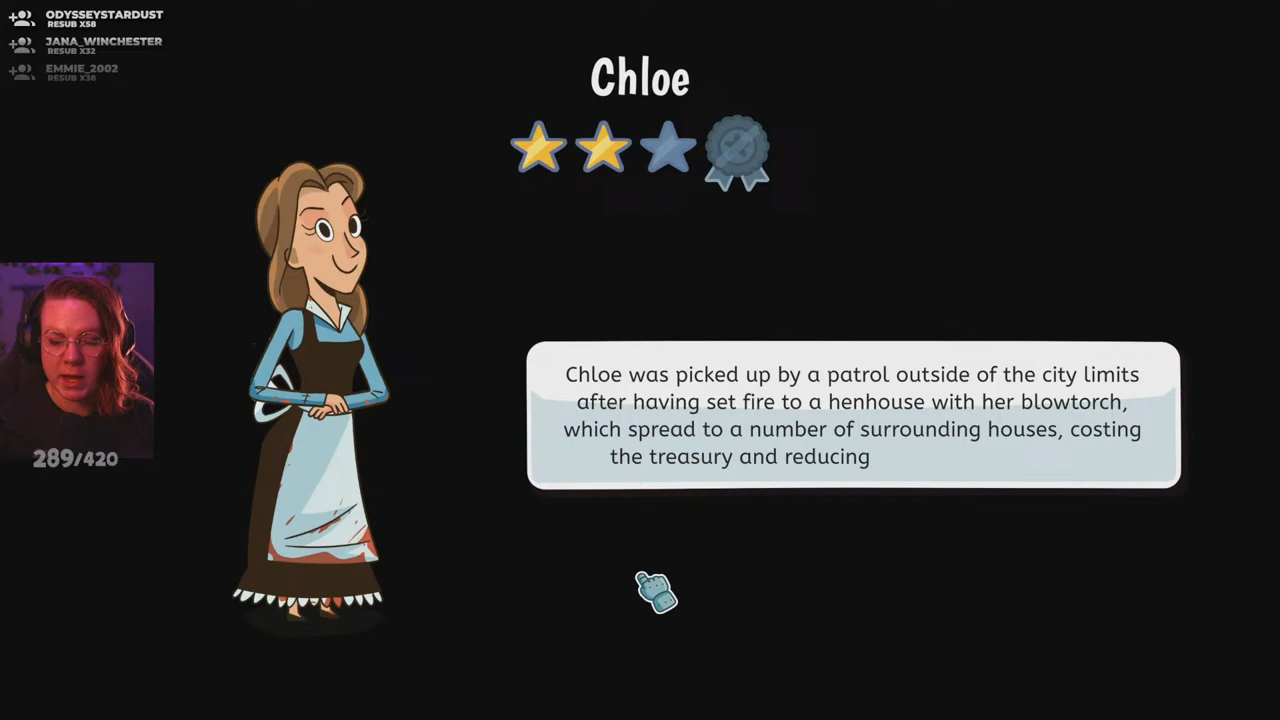 ODYSSEYSTARDUST
RESUB X58
JANA_WINCHESTER
RESUB X32
EMMIE_2002
RESUB X38
Chloe
Chloe was picked up by a patrol outside of the city limits
after having set fire to a henhouse with her blowtorch,
which spread to a number of surrounding houses, costing
the treasury and reducing
289/420